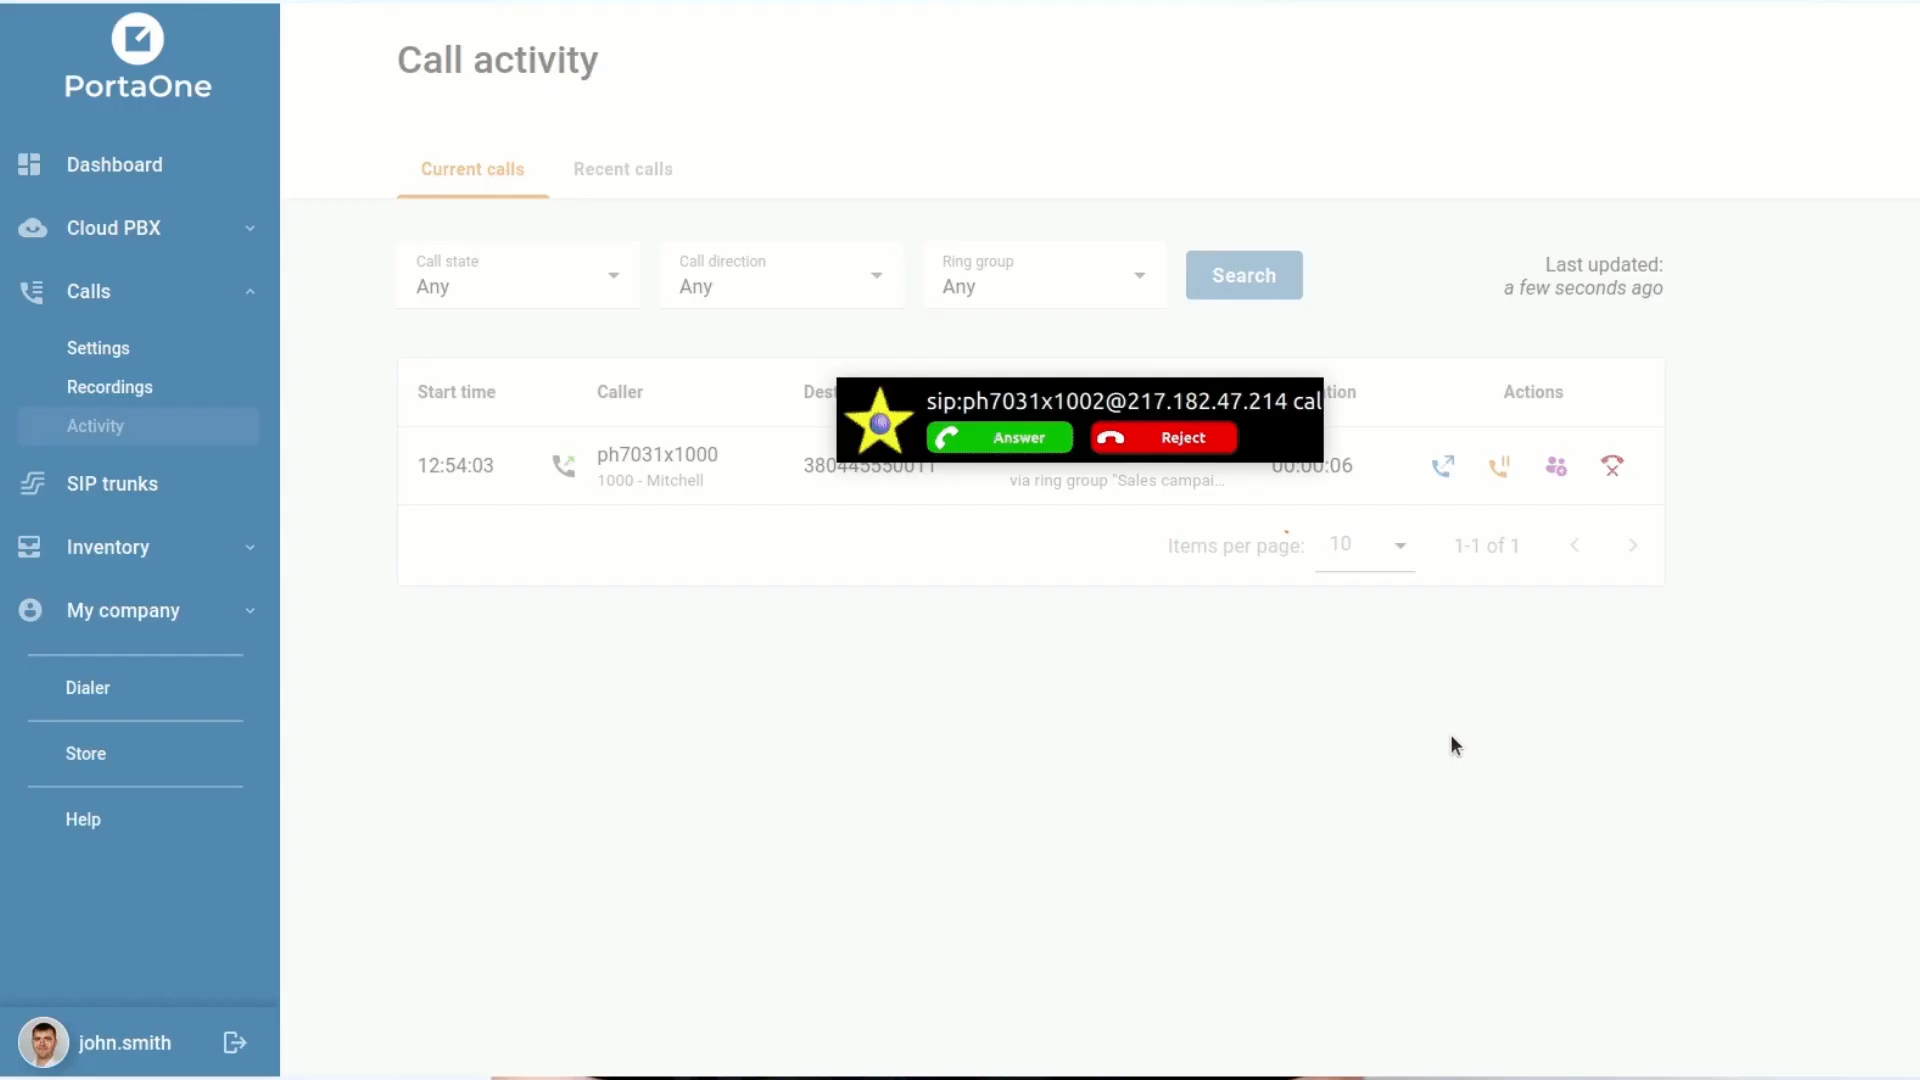 PortaOne
Dashboard
Cloud PBX
Calls
Settings
Recordings
Activity
SIP trunks
Inventory
My company
Dialer
Store
Help
john.smith
Call activity
Current calls
Recent calls
Call state
Any
Call direction
Any
Ring group
Any
Search
Last updated:
a few seconds ago
Start time
Caller
Actions
sip:ph7031x1002@217.182.47.214 cal
Answer
Reject
12:54:03
ph7031x1000
1000 - Mitchell
380445550011
via ring group "Sales campai...
00:00:06
Items per page:
10
1-1 of 1